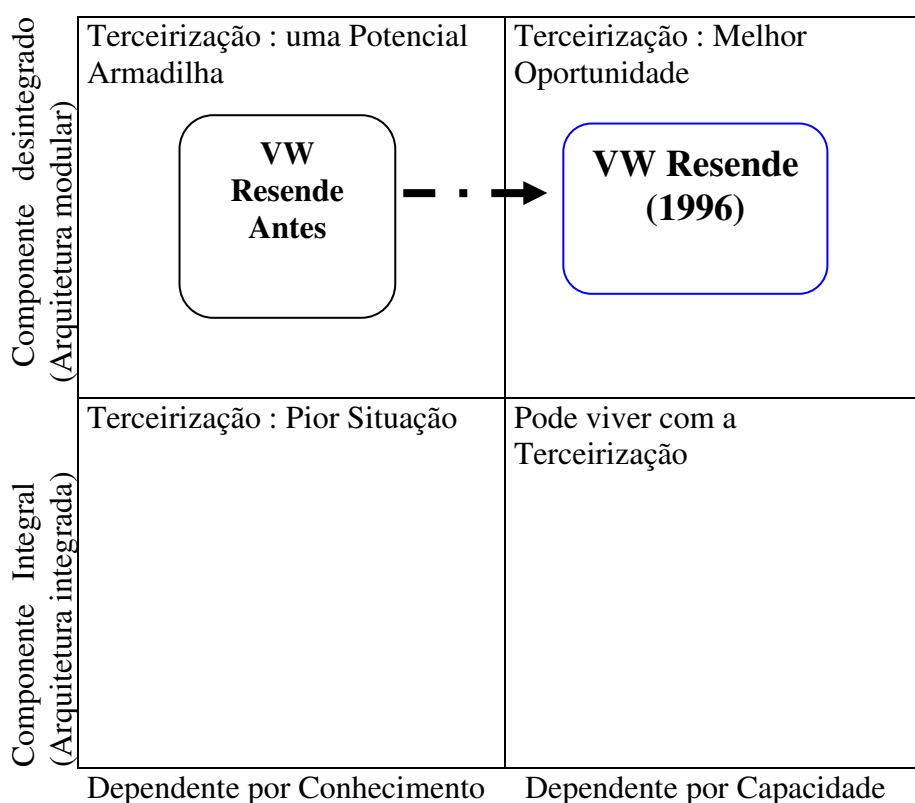 Componente desintegrado
(Arquitetura modular)
Terceirização : uma Potencial
Armadilha
VW
Resende
Antes
Terceirização : Melhor
Oportunidade
VW Resende
(1996)
Componente Integral
(Arquitetura integrada)
Terceirização : Pior Situação
Pode viver com a
Terceirização
Dependente por Conhecimento
Dependente por Capacidade